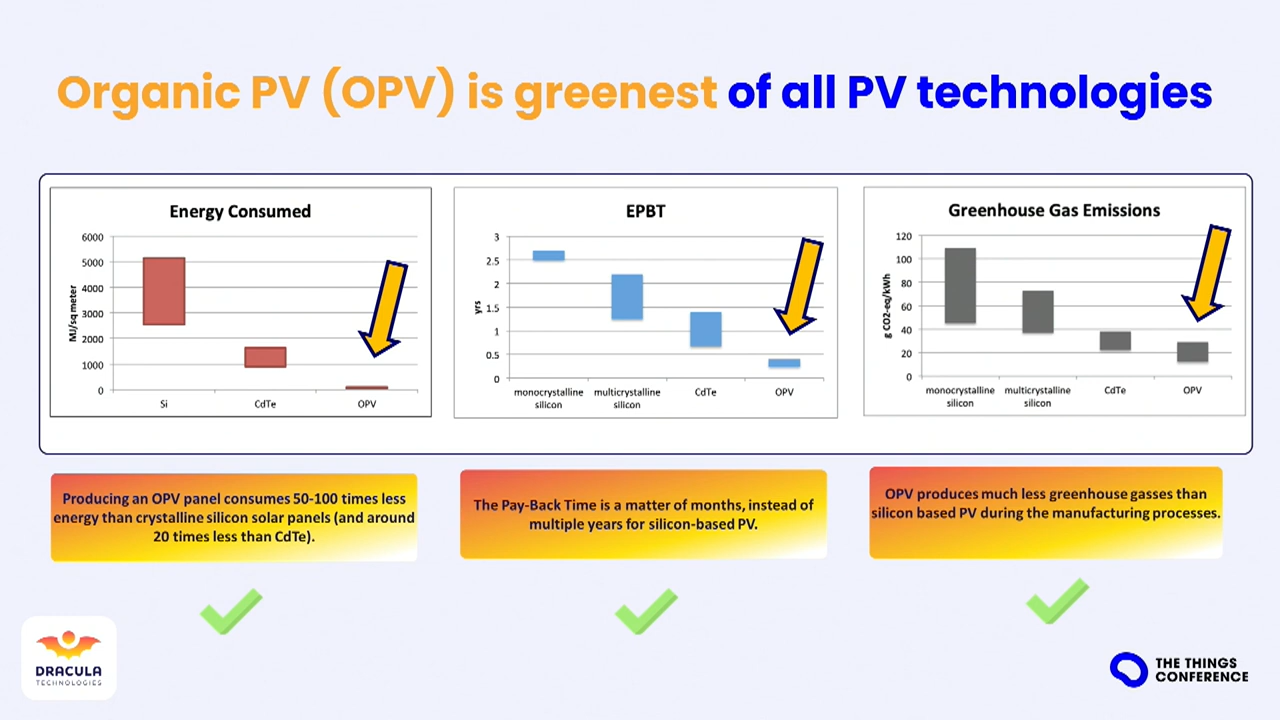 Organic PV (OPV) is greenest of all PV technologies
Energy Consumed
6000
5000
4000
3000
2000
1000
0
MJ/sq meter
Si
CdTe
OPV
EPBT
3
2.5
2
1.5
1
0.5
0
yrs
monocrystalline
silicon
multicrystalline
silicon
CdTe
OPV
Greenhouse Gas Emissions
120
100
80
60
40
20
0
g CO2-eq/kWh
monocrystalline
silicon
multicrystalline
silicon
CdTe
OPV
Producing an OPV panel consumes 50-100 times less
energy than crystalline silicon solar panels (and around
20 times less than CdTe).
The Pay-Back Time is a matter of months, instead of
multiple years for silicon-based PV.
OPV produces much less greenhouse gasses than
silicon based PV during the manufacturing processes.
DRACULA
TECHNOLOGIES
THE THINGS
CONFERENCE